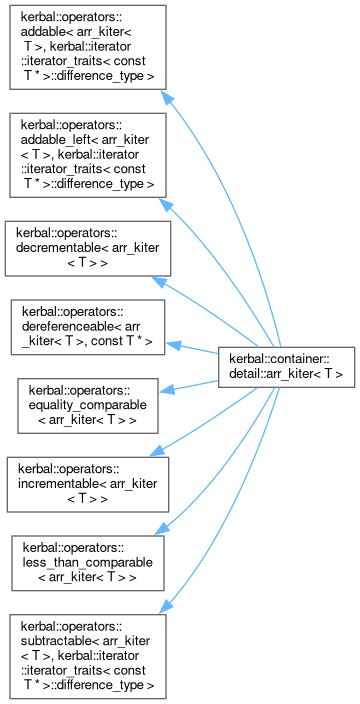 kerbal::operators::
addable< arr_kiter<
T >, kerbal::iterator
::iterator_traits< const
T * >::difference_type >
kerbal::operators::
addable_left< arr_kiter
< T >, kerbal::iterator
::iterator_traits< const
T * >::difference_type >
kerbal::operators::
decrementable< arr_kiter
< T > >
kerbal::operators::
dereferenceable< arr
_kiter< T >, const T * >
kerbal::container::
detail::arr_kiter< T >
kerbal::operators::
equality_comparable
< arr_kiter< T > >
kerbal::operators::
incrementable< arr_kiter
< T > >
kerbal::operators::
less_than_comparable
< arr_kiter< T > >
kerbal::operators::
subtractable< arr_kiter
< T >, kerbal::iterator
::iterator_traits< const
T * >::difference_type >